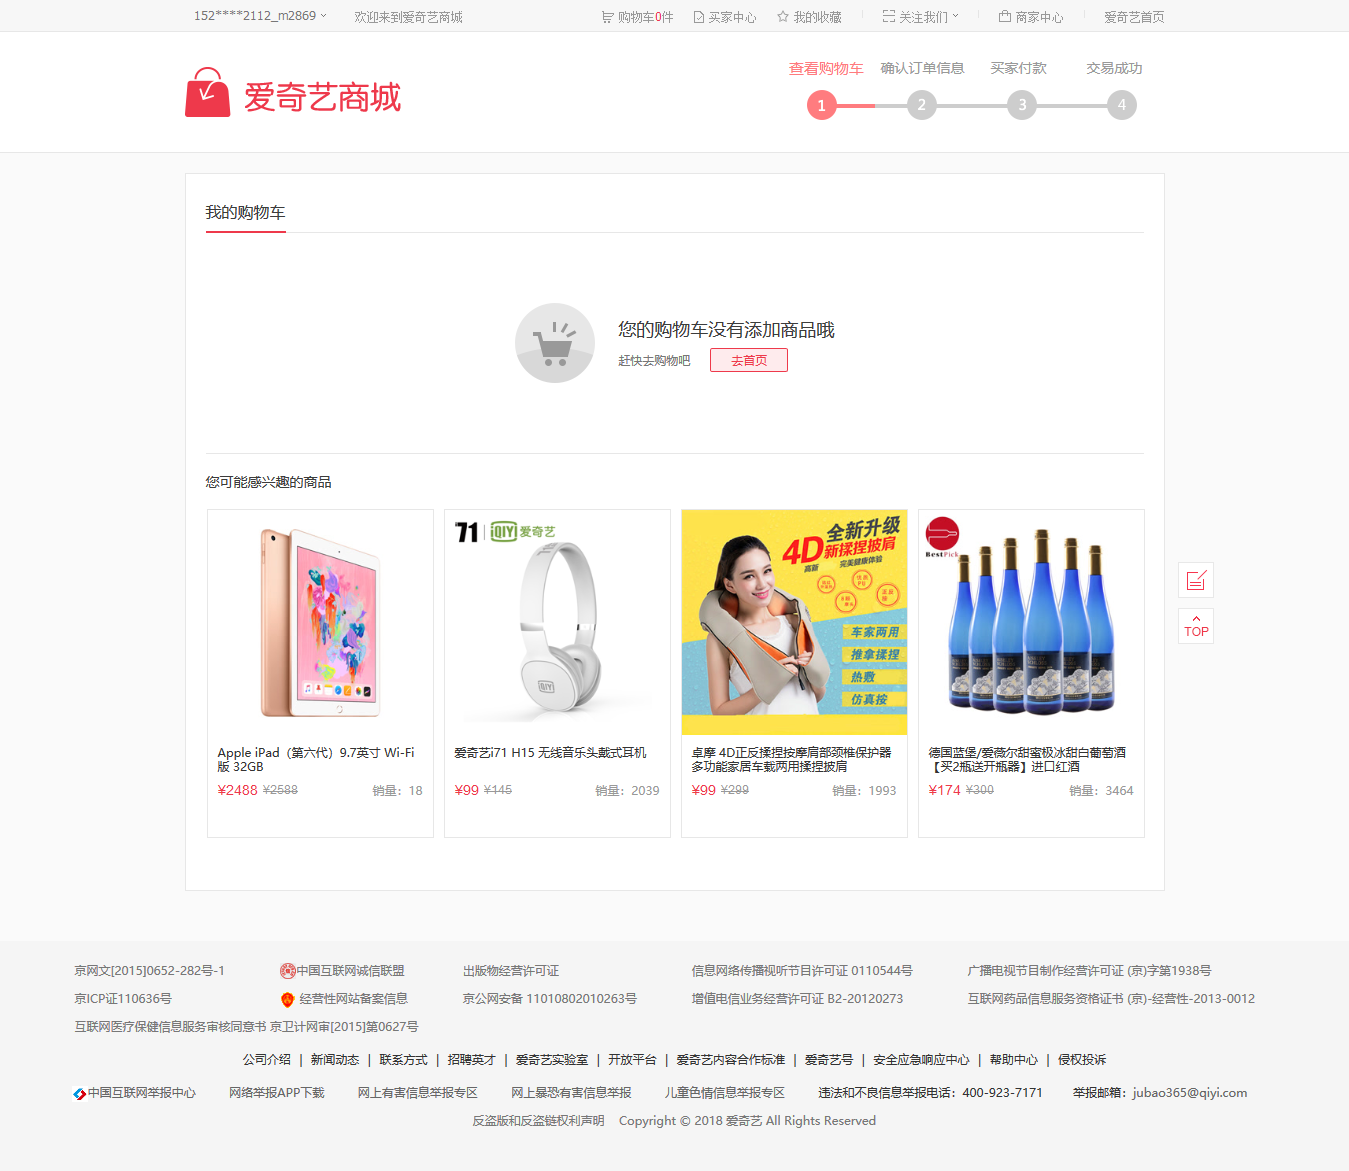 152****2112_m2869 欢迎来到爱奇艺商城 购物车0件 买家中心 我的收藏 关注我们 商家中心 爱奇艺首页
爱奇艺商城
查看购物车 确认订单信息 买家付款 交易成功
1 2 3 4
我的购物车
您的购物车没有添加商品哦
赶快去购物吧 去首页
您可能感兴趣的商品
71 iQIYI 爱奇艺
QIY
全新升级
4D新揉捏披肩
高新 完美健康体验
车家两用
推拿揉捏
热敷
仿真按
BestPick
TOP
Apple iPad（第六代）9.7英寸 Wi-Fi
版 32GB
¥2488 ¥2588 销量：18
爱奇艺i71 H15 无线音乐头戴式耳机
¥99 ¥145 销量：2039
卓摩 4D正反揉捏按摩肩部颈椎保护器
多功能家居车载两用揉捏披肩
¥99 ¥299 销量：1993
德国蓝堡/爱薇尔甜蜜极冰甜白葡萄酒
【买2瓶送开瓶器】进口红酒
¥174 ¥300 销量：3464
京网文[2015]0652-282号-1 中国互联网诚信联盟 出版物经营许可证 信息网络传播视听节目许可证 0110544号 广播电视节目制作经营许可证 (京)字第1938号
京ICP证110636号 经营性网站备案信息 京公网安备 11010802010263号 增值电信业务经营许可证 B2-20120273 互联网药品信息服务资格证书 (京)-经营性-2013-0012
互联网医疗保健信息服务审核同意书 京卫计网审[2015]第0627号
公司介绍 | 新闻动态 | 联系方式 | 招聘英才 | 爱奇艺实验室 | 开放平台 | 爱奇艺内容合作标准 | 爱奇艺号 | 安全应急响应中心 | 帮助中心 | 侵权投诉
中国互联网举报中心 网络举报APP下载 网上有害信息举报专区 网上暴恐有害信息举报 儿童色情信息举报专区 违法和不良信息举报电话：400-923-7171 举报邮箱：jubao365@qiyi.com
反盗版和反盗链权利声明 Copyright © 2018 爱奇艺 All Rights Reserved